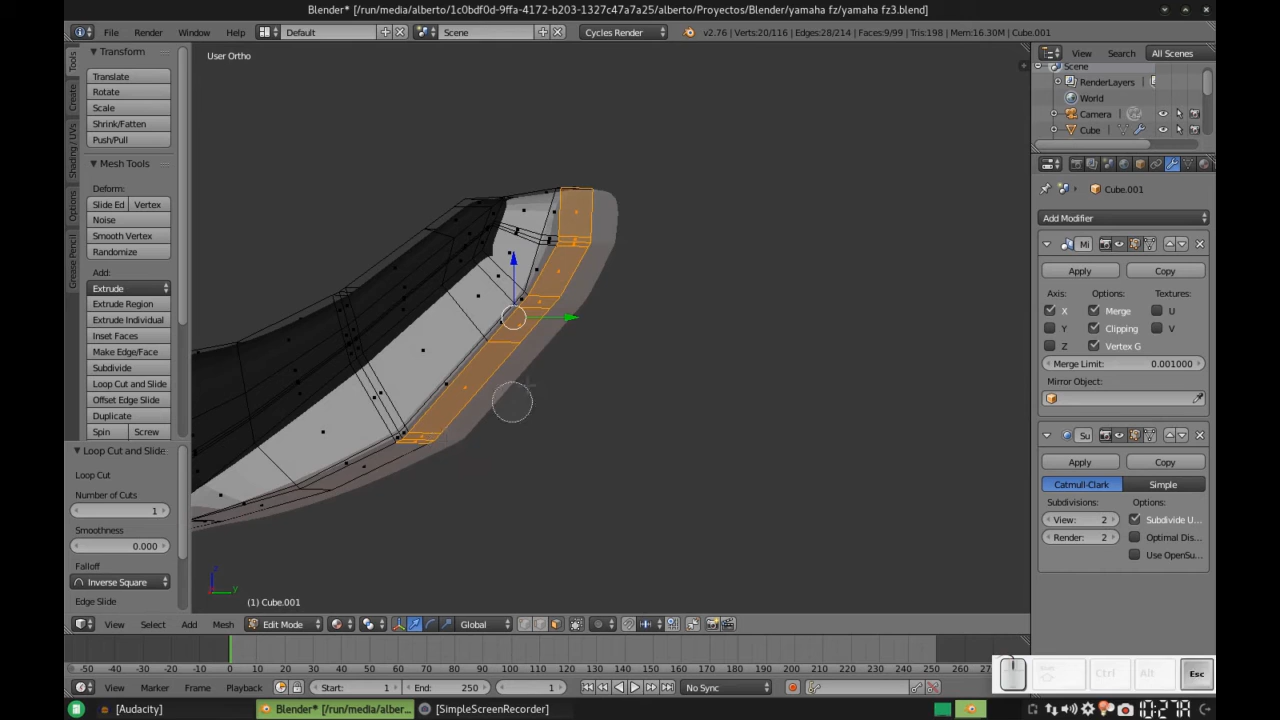 Blender* [/run/media/alberto/1c0bdf0d-9ffa-4172-b203-1327c47a7a25/alberto/Proyectos/Blender/yamaha fz/yamaha fz3.blend]
File Render Window Help Default Scene Cycles Render v2.76 | Verts:20/116 | Edges:28/214 | Faces:9/99 | Tris:198 | Mem:16.30M | Cube.001
Tools
Create
Shading / UVs
Options
Grease Pencil
Transform
Translate
Rotate
Scale
Shrink/Fatten
Push/Pull
Mesh Tools
Deform:
Slide Ed Vertex
Noise
Smooth Vertex
Randomize
Add:
Extrude
Extrude Region
Extrude Individual
Inset Faces
Make Edge/Face
Subdivide
Loop Cut and Slide
Offset Edge Slide
Duplicate
Spin Screw
Loop Cut and Slide
Loop Cut
Number of Cuts
1
Smoothness
0.000
Falloff
Inverse Square
Edge Slide
User Ortho
(1) Cube.001
View Select Add Mesh Edit Mode Global
View Search All Scenes
Scene
RenderLayers
World
Camera
Cube
Cube.001
Add Modifier
Mi
Apply Copy
Axis: Options: Textures:
X Merge U
Y Clipping V
Z Vertex G
Merge Limit: 0.001000
Mirror Object:
Su
Apply Copy
Catmull-Clark Simple
Subdivisions: Options:
View: 2 Subdivide U...
Render: 2 Optimal Dis...
Use OpenSu...
-50 -40 -30 -20 -10 0 10 20 30 40 50 60 70 80 90 100 110 120 130 140 150 160 170 180 190 200 210 220 230 240 250 260
View Marker Frame Playback Start: 1 End: 250 1 No Sync
Ctrl Alt Esc
[Audacity] Blender* [/run/media/alber... [SimpleScreenRecorder]